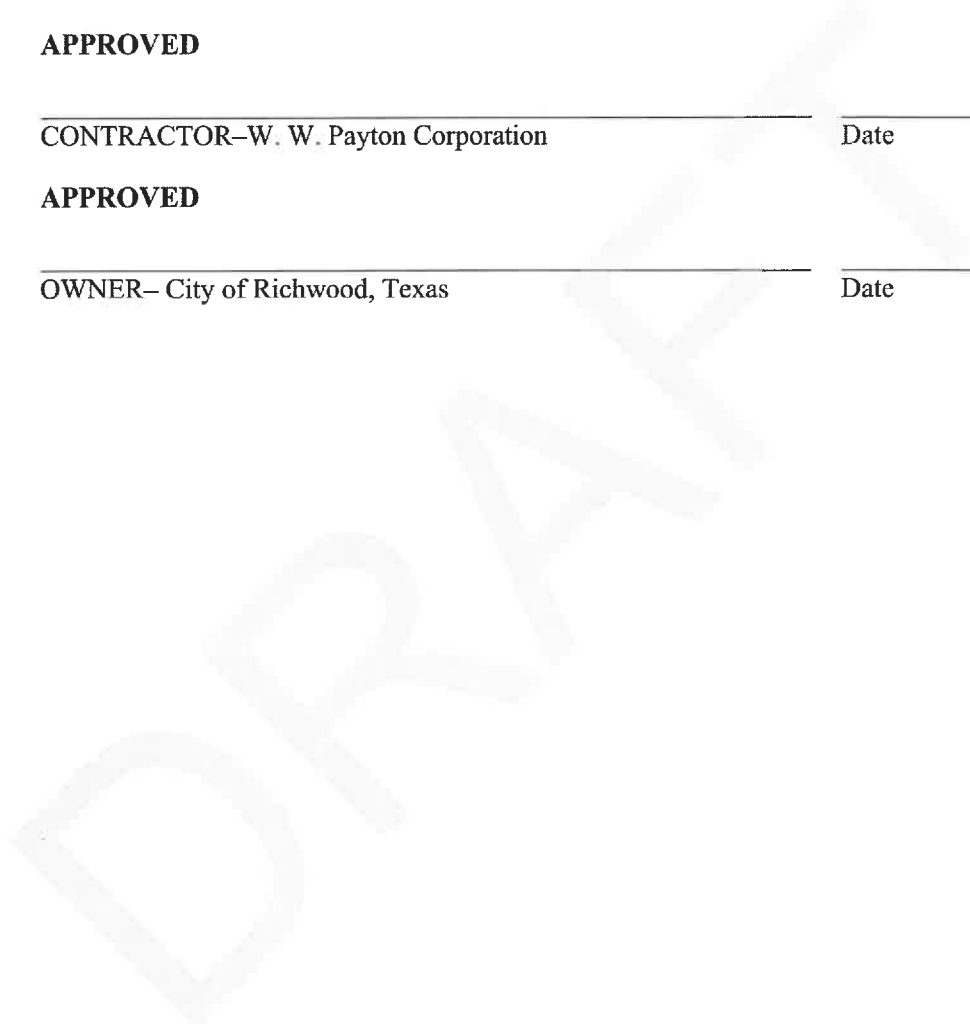 APPROVED
CONTRACTOR–W. W. Payton Corporation Date
APPROVED
OWNER– City of Richwood, Texas Date
DRAFT